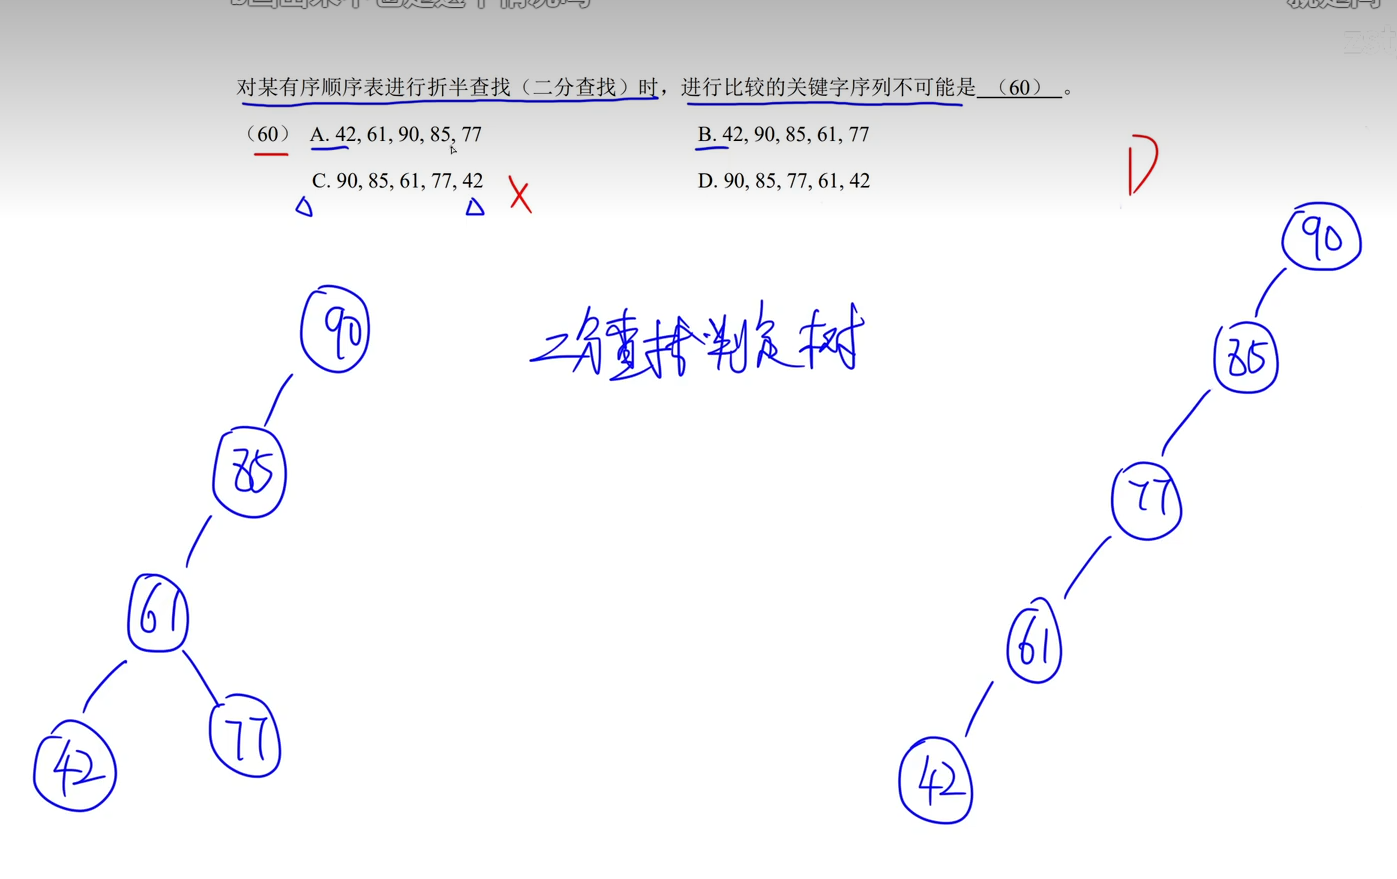 对某有序顺序表进行折半查找（二分查找）时，进行比较的关键字序列不可能是 （60） 。
（60） A. 42, 61, 90, 85, 77 B. 42, 90, 85, 61, 77
C. 90, 85, 61, 77, 42 X D. 90, 85, 77, 61, 42
D
90
85
61
42
77
二分查找判定树
90
85
77
61
42